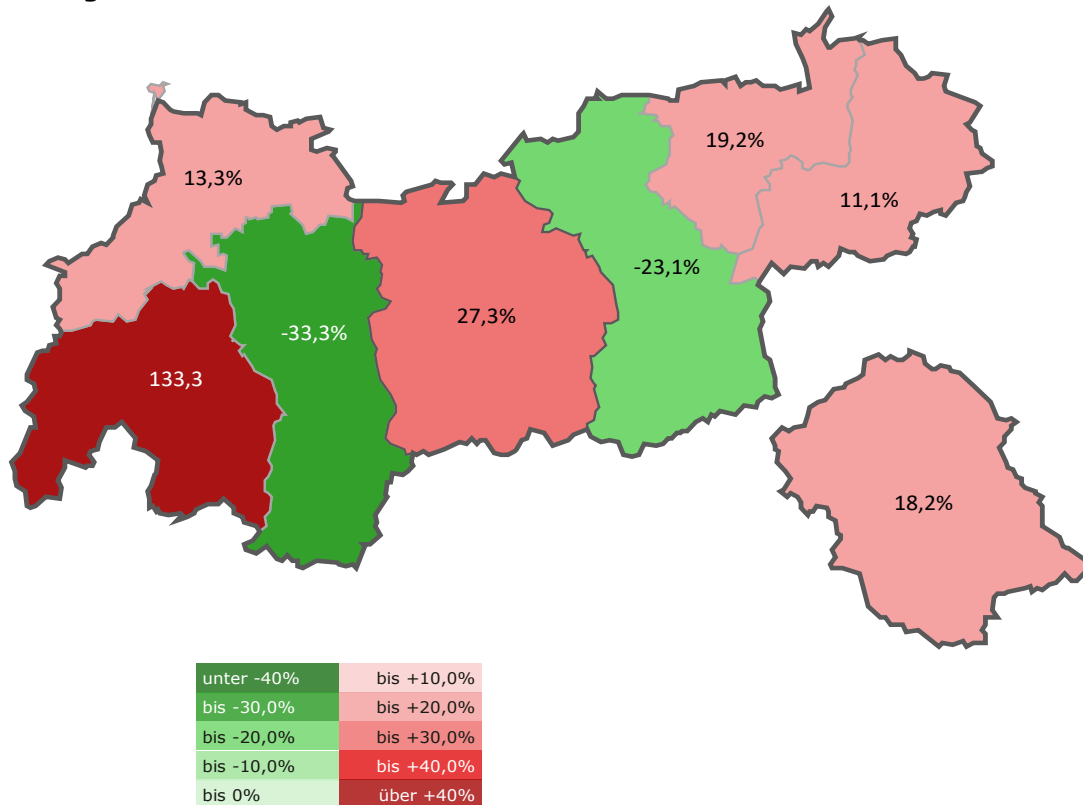 19,2%
13,3%
11,1%
-23,1%
27,3%
-33,3%
133,3
18,2%
unter -40% bis +10,0%
bis -30,0% bis +20,0%
bis -20,0% bis +30,0%
bis -10,0% bis +40,0%
bis 0% über +40%